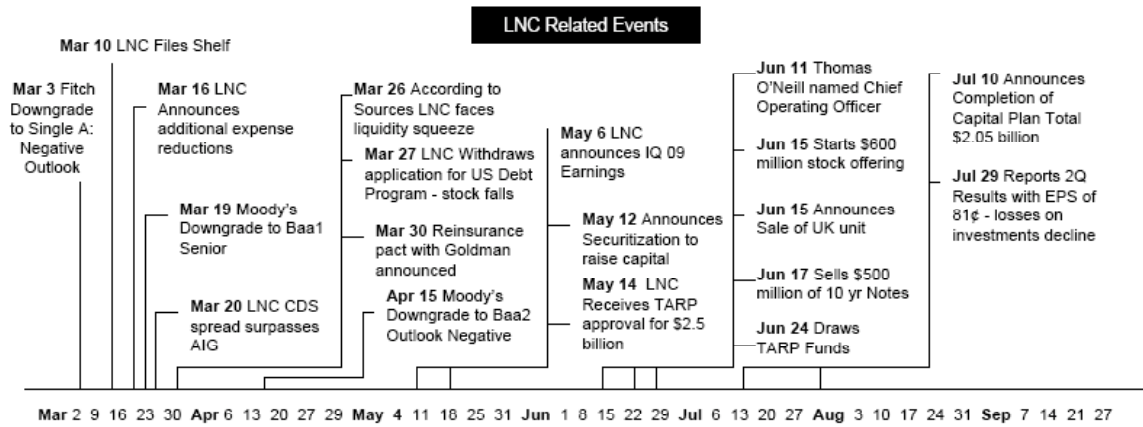 LNC Related Events
Mar 10 LNC Files Shelf
Mar 3 Fitch
Downgrade
to Single A:
Negative
Outlook
Mar 16 LNC
Announces
additional expense
reductions
Mar 19 Moody's
Downgrade to Baa1
Senior
Mar 20 LNC CDS
spread surpasses
AIG
Mar 26 According to
Sources LNC faces
liquidity squeeze
Mar 27 LNC Withdraws
application for US Debt
Program - stock falls
Mar 30 Reinsurance
pact with Goldman
announced
Apr 15 Moody's
Downgrade to Baa2
Outlook Negative
May 6 LNC
announces IQ 09
Earnings
May 12 Announces
Securitization to
raise capital
May 14 LNC
Receives TARP
approval for $2.5
billion
Jun 11 Thomas
O'Neill named Chief
Operating Officer
Jun 15 Starts $600
million stock offering
Jun 15 Announces
Sale of UK unit
Jun 17 Sells $500
million of 10 yr Notes
Jun 24 Draws
TARP Funds
Jul 10 Announces
Completion of
Capital Plan Total
$2.05 billion
Jul 29 Reports 2Q
Results with EPS of
81¢ - losses on
investments decline
Mar 2 9 16 23 30 Apr 6 13 20 27 29 May 4 11 18 25 31 Jun 1 8 15 22 29 Jul 6 13 20 27 Aug 3 10 17 24 31 Sep 7 14 21 27